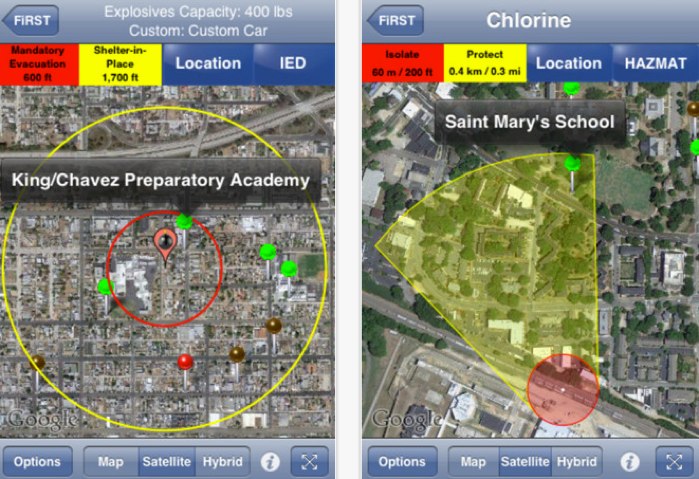 FiRST
Explosives Capacity: 400 lbs
Custom: Custom Car
Mandatory
Evacuation
600 ft
Shelter-in-
Place
1,700 ft
Location
IED
King/Chavez Preparatory Academy
Google
Options
Map
Satellite
Hybrid
i
FiRST
Chlorine
Isolate
60 m / 200 ft
Protect
0.4 km / 0.3 mi
Location
HAZMAT
Saint Mary's School
Google
Options
Map
Satellite
Hybrid
i